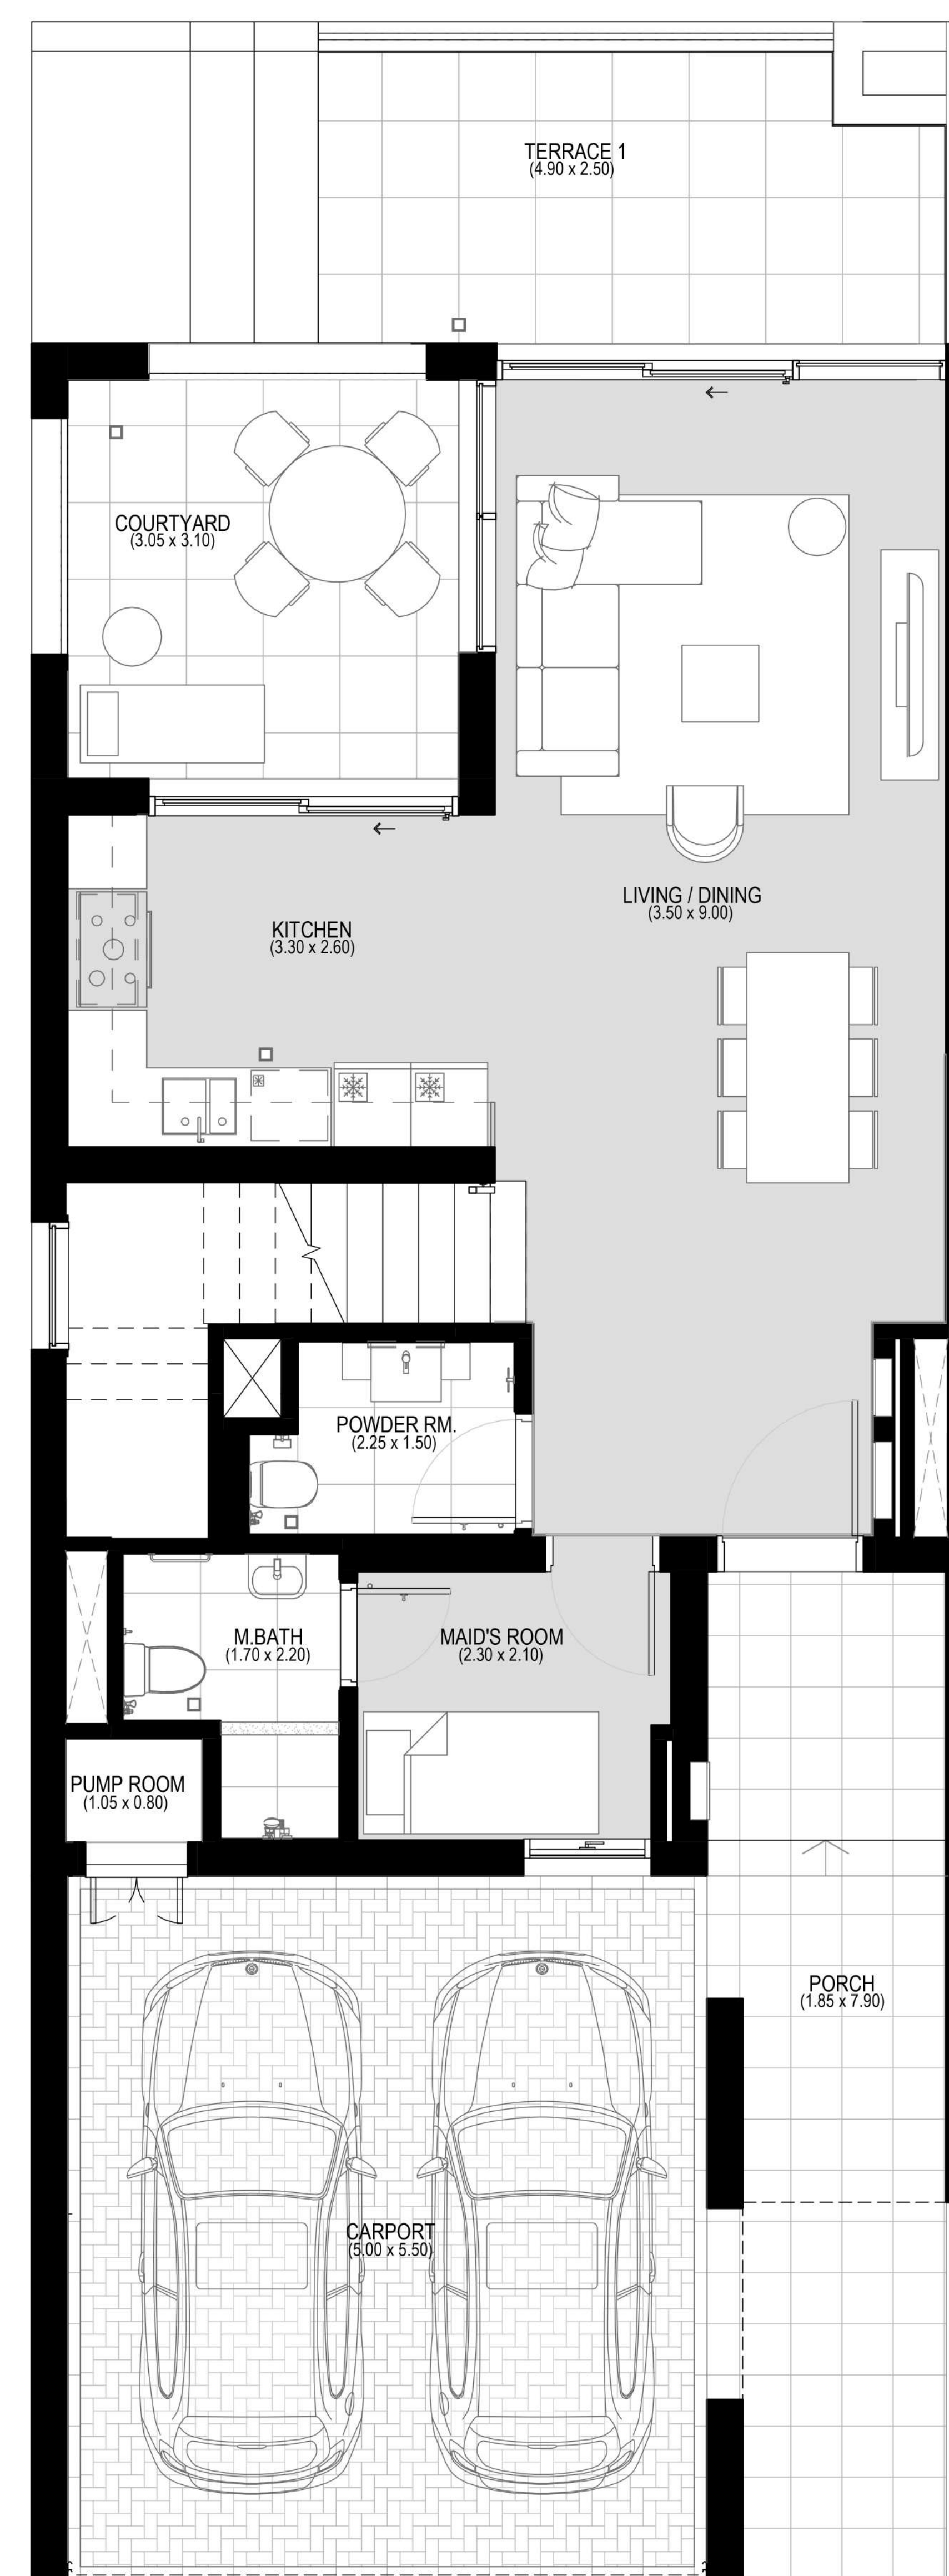 TERRACE 1
(4.90 x 2.50)
COURTYARD
(3.05 x 3.10)
LIVING / DINING
(3.50 x 9.00)
KITCHEN
(3.30 x 2.60)
POWDER RM.
(2.25 x 1.50)
M.BATH
(1.70 x 2.20)
MAID'S ROOM
(2.30 x 2.10)
PUMP ROOM
(1.05 x 0.80)
PORCH
(1.85 x 7.90)
CARPORT
(5.00 x 5.50)